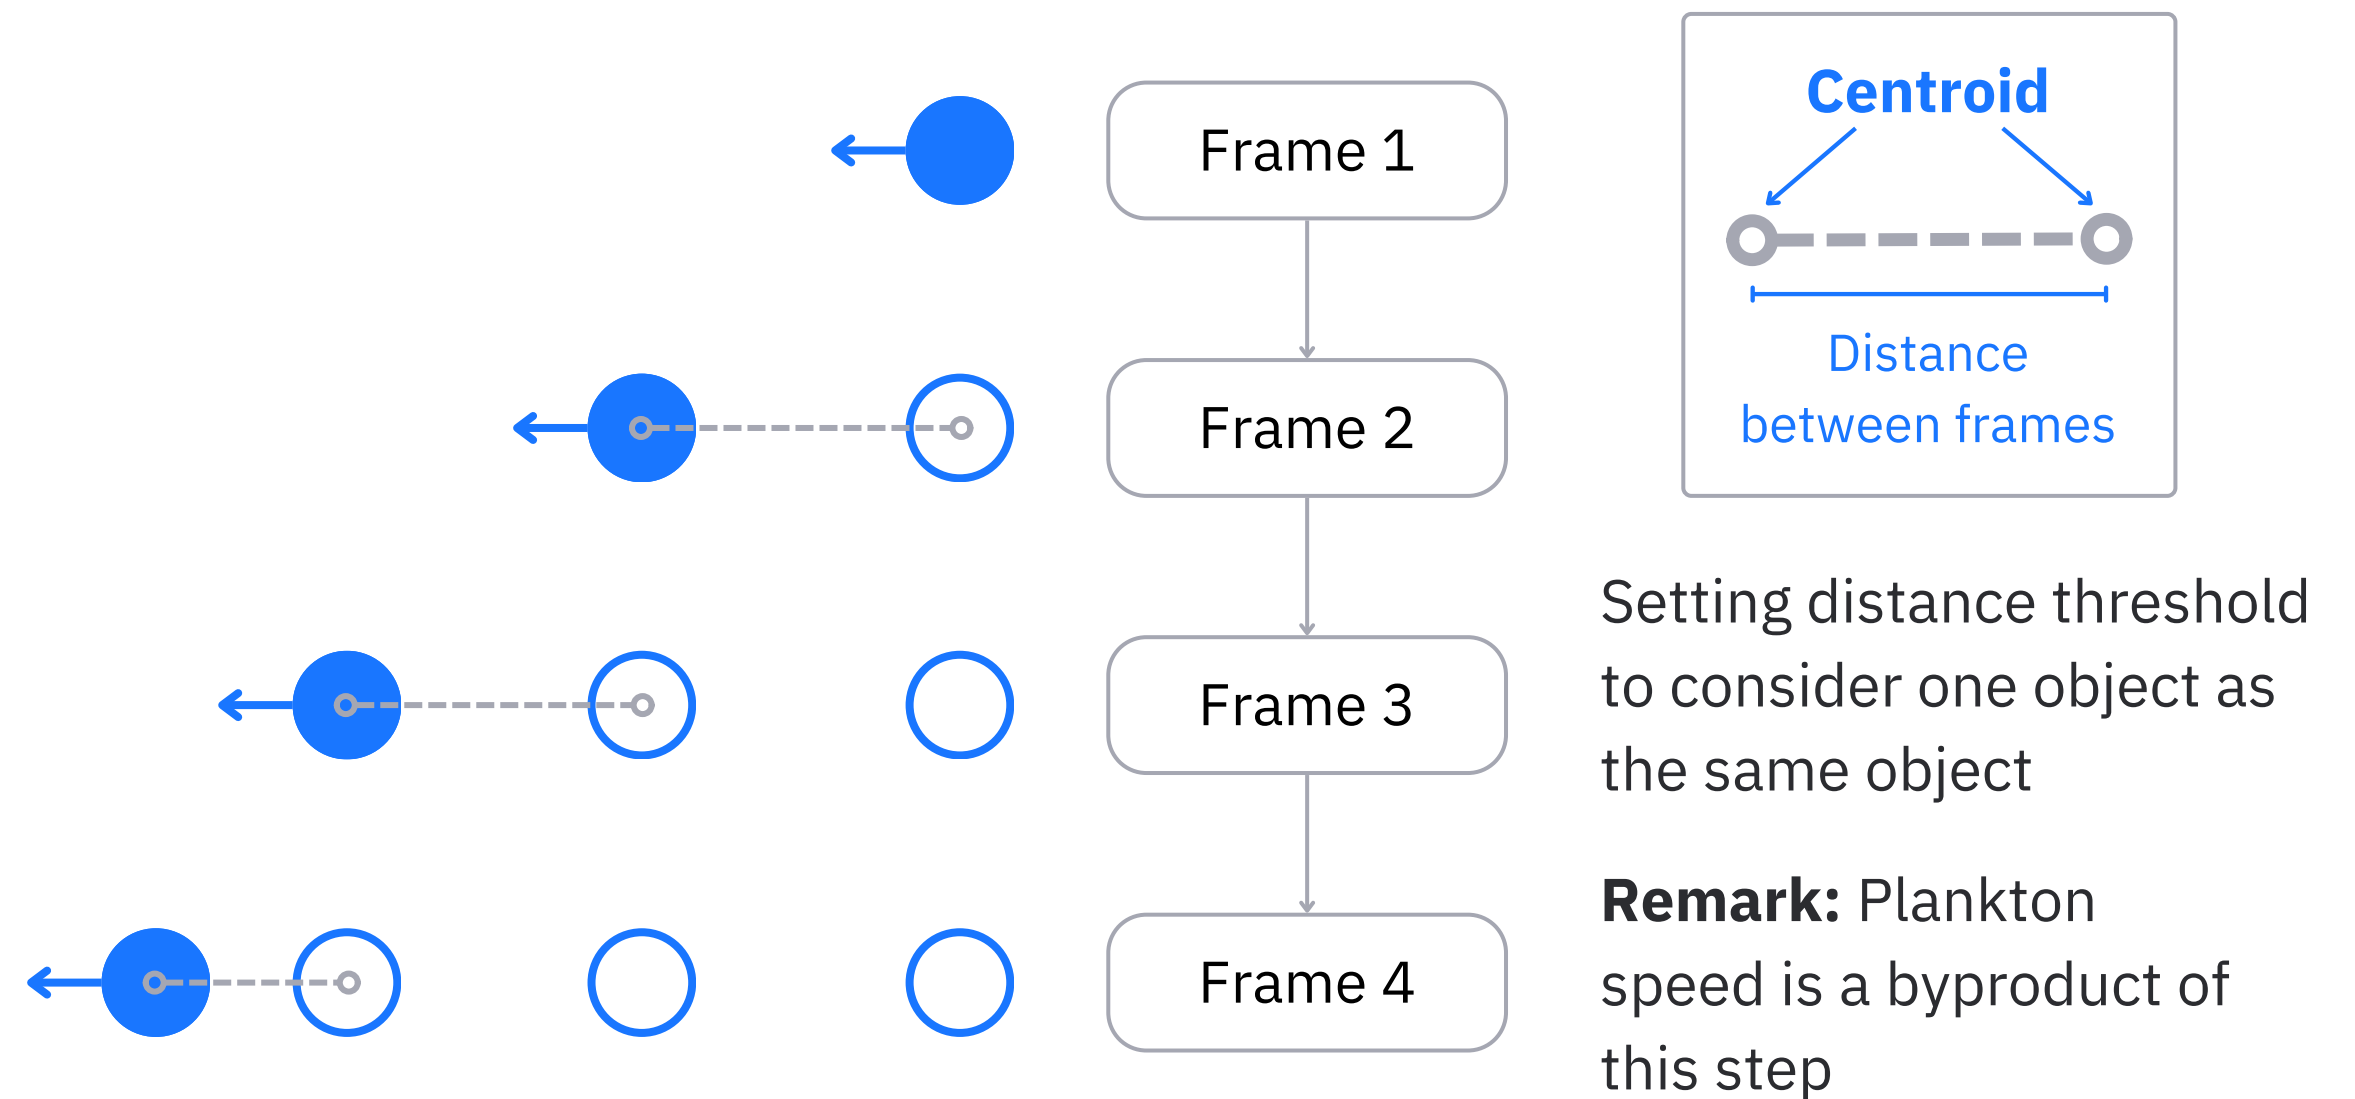 Frame 1
Frame 2
Frame 3
Frame 4
Centroid
Distance
between frames
Setting distance threshold
to consider one object as
the same object
Remark: Plankton
speed is a byproduct of
this step